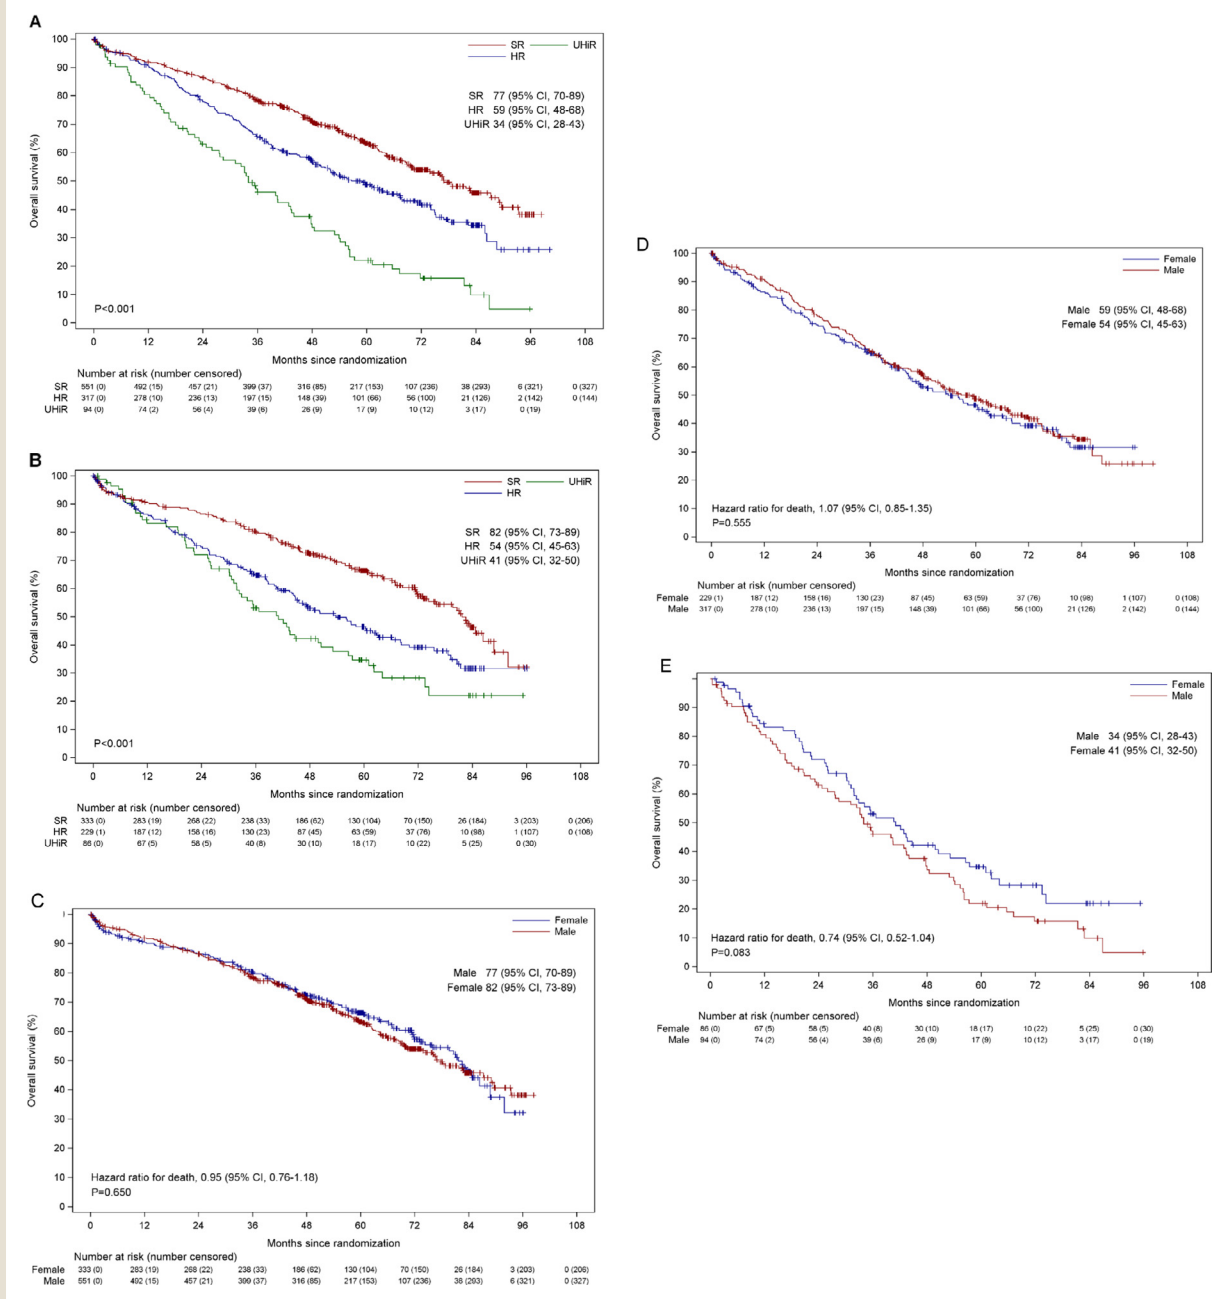 A
100
90
80
70
60
50
40
30
20
10
0
Overall survival (%)
SR UHiR
HR
SR 77 (95% CI, 70-89)
HR 59 (95% CI, 48-68)
UHiR 34 (95% CI, 28-43)
P<0.001
0 12 24 36 48 60 72 84 96 108
Months since randomization
Number at risk (number censored)
SR 551 (0) 492 (15) 457 (21) 399 (37) 316 (85) 217 (153) 107 (236) 38 (293) 6 (321) 0 (327)
HR 317 (0) 278 (10) 236 (13) 197 (15) 148 (39) 101 (66) 56 (100) 21 (126) 2 (142) 0 (144)
UHiR 94 (0) 74 (2) 56 (4) 39 (6) 26 (9) 17 (9) 10 (12) 3 (17) 0 (19)
B
100
90
80
70
60
50
40
30
20
10
0
Overall survival (%)
SR UHiR
HR
SR 82 (95% CI, 73-89)
HR 54 (95% CI, 45-63)
UHiR 41 (95% CI, 32-50)
P<0.001
0 12 24 36 48 60 72 84 96 108
Months since randomization
Number at risk (number censored)
SR 333 (0) 283 (19) 268 (22) 238 (33) 186 (62) 130 (104) 70 (150) 26 (184) 3 (203) 0 (206)
HR 229 (1) 187 (12) 158 (16) 130 (23) 87 (45) 63 (59) 37 (76) 10 (98) 1 (107) 0 (108)
UHiR 86 (0) 67 (5) 58 (5) 40 (8) 30 (10) 18 (17) 10 (22) 5 (25) 0 (30)
C
90
80
70
60
50
40
30
20
10
0
Overall survival (%)
Female
Male
Male 77 (95% CI, 70-89)
Female 82 (95% CI, 73-89)
Hazard ratio for death, 0.95 (95% CI, 0.76-1.18)
P=0.650
0 12 24 36 48 60 72 84 96 108
Months since randomization
Number at risk (number censored)
Female 333 (0) 283 (19) 268 (22) 238 (33) 186 (62) 130 (104) 70 (150) 26 (184) 3 (203) 0 (206)
Male 551 (0) 492 (15) 457 (21) 399 (37) 316 (85) 217 (153) 107 (236) 38 (293) 6 (321) 0 (327)
D
100
90
80
70
60
50
40
30
20
10
0
Overall survival (%)
Female
Male
Male 59 (95% CI, 48-68)
Female 54 (95% CI, 45-63)
Hazard ratio for death, 1.07 (95% CI, 0.85-1.35)
P=0.555
0 12 24 36 48 60 72 84 96 108
Months since randomization
Number at risk (number censored)
Female 229 (1) 187 (12) 158 (16) 130 (23) 87 (45) 63 (59) 37 (76) 10 (98) 1 (107) 0 (108)
Male 317 (0) 278 (10) 236 (13) 197 (15) 148 (39) 101 (66) 56 (100) 21 (126) 2 (142) 0 (144)
E
90
80
70
60
50
40
30
20
10
0
Overall survival (%)
Female
Male
Male 34 (95% CI, 28-43)
Female 41 (95% CI, 32-50)
Hazard ratio for death, 0.74 (95% CI, 0.52-1.04)
P=0.083
0 12 24 36 48 60 72 84 96 108
Months since randomization
Number at risk (number censored)
Female 86 (0) 67 (5) 58 (5) 40 (8) 30 (10) 18 (17) 10 (22) 5 (25) 0 (30)
Male 94 (0) 74 (2) 56 (4) 39 (6) 26 (9) 17 (9) 10 (12) 3 (17) 0 (19)